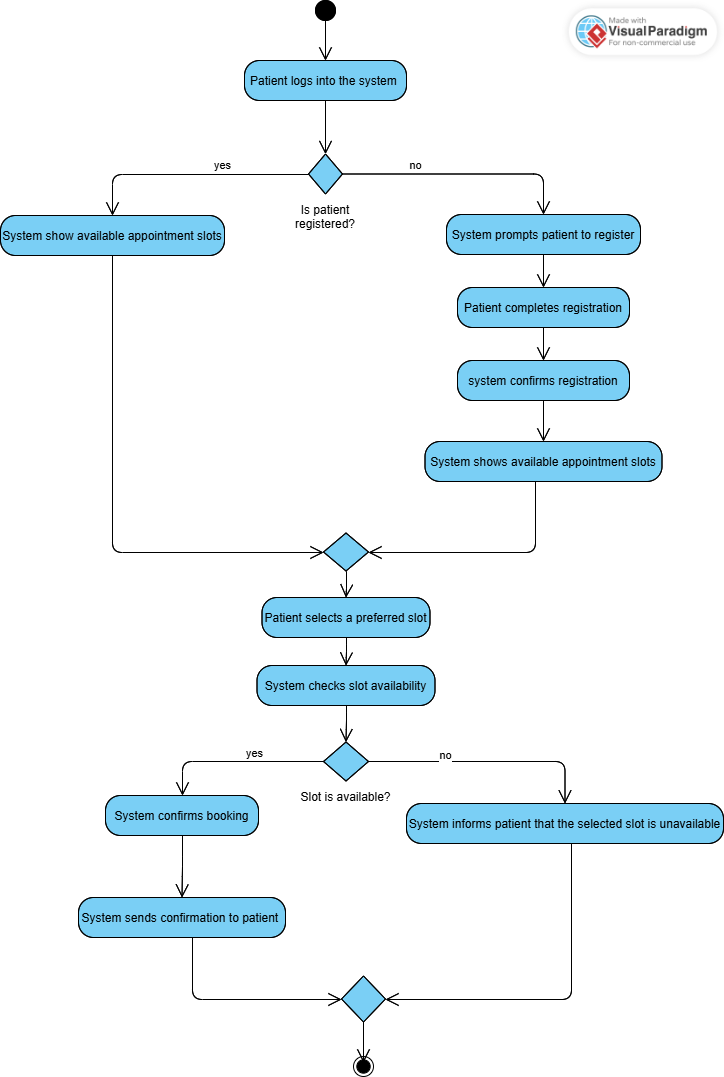 Made with
VisualParadigm
For non-commercial use
Patient logs into the system
yes
no
Is patient
registered?
System show available appointment slots
System prompts patient to register
Patient completes registration
system confirms registration
System shows available appointment slots
Patient selects a preferred slot
System checks slot availability
yes
no
Slot is available?
System confirms booking
System informs patient that the selected slot is unavailable
System sends confirmation to patient